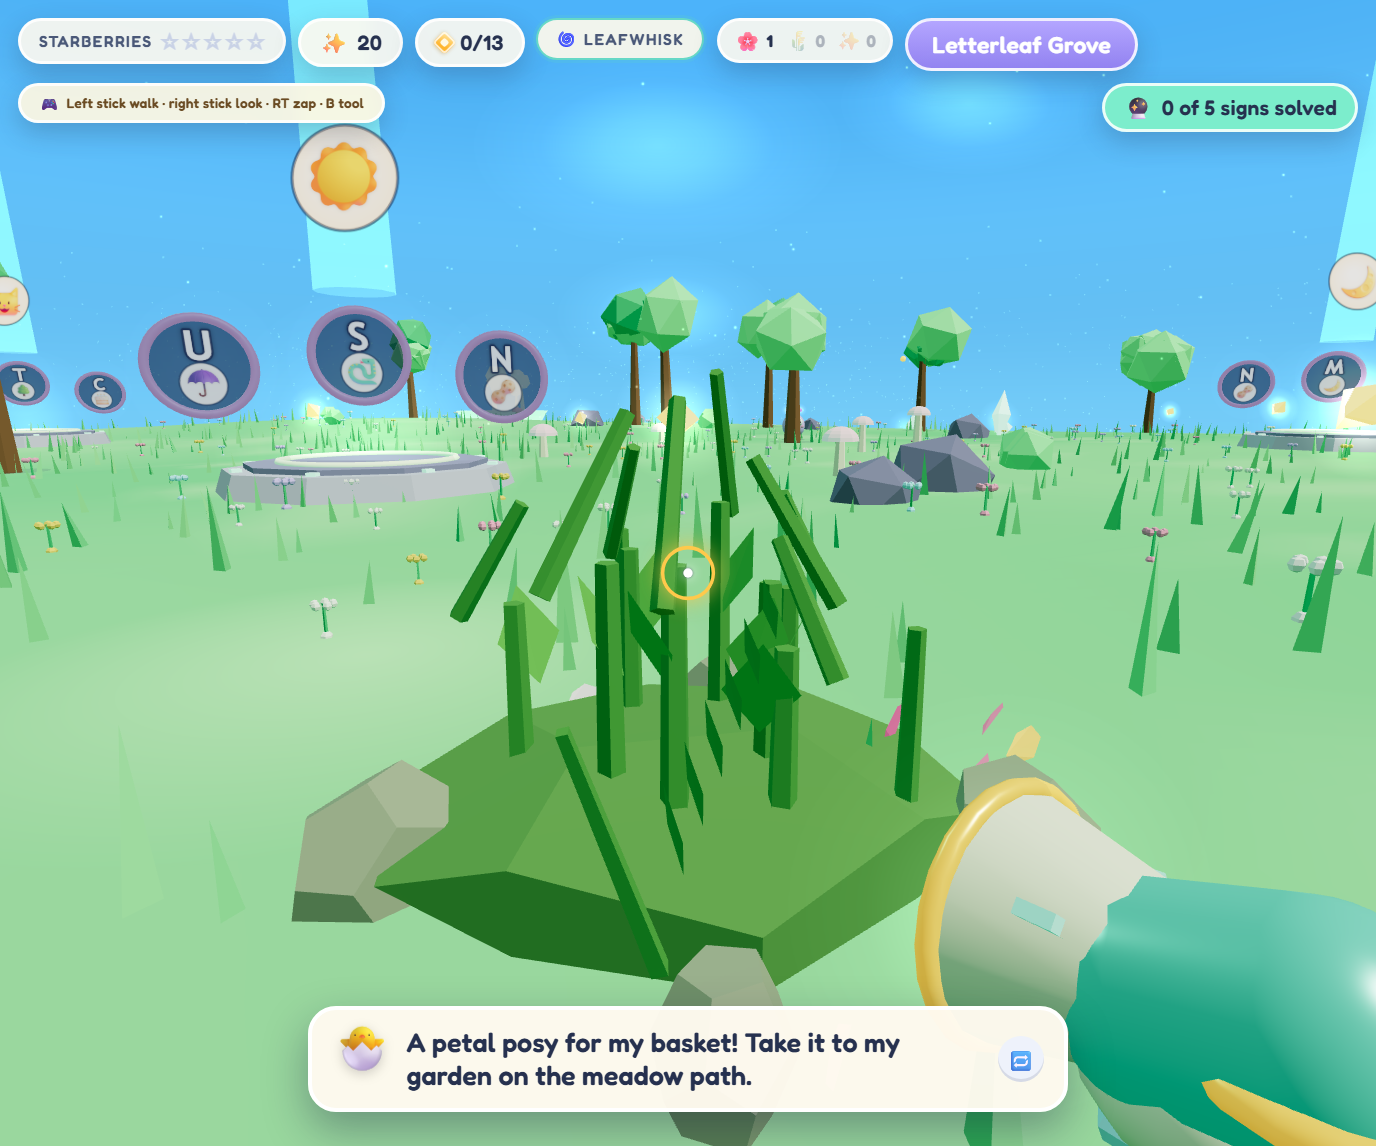 STARBERRIES
20
0/13
LEAFWHISK
1 0 0
Letterleaf Grove
Left stick walk · right stick look · RT zap · B tool
0 of 5 signs solved
T
C
U
S
N
N
M
A petal posy for my basket! Take it to my
garden on the meadow path.